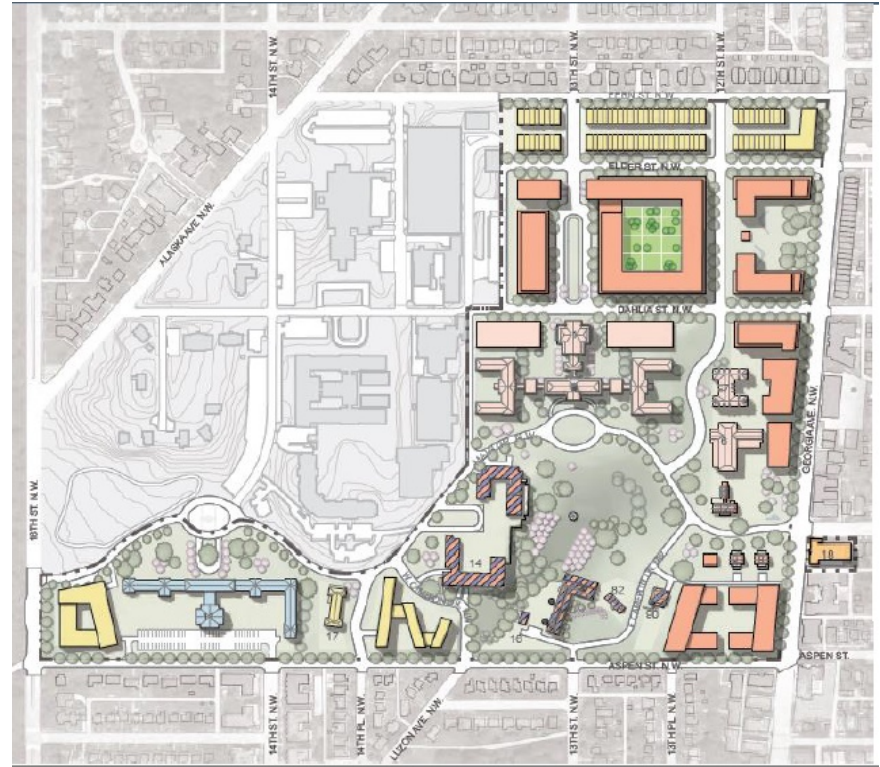 14TH ST. N.W.
13TH ST. N.W.
12TH ST. N.W.
FERN ST. N.W.
ELDER ST. N.W.
ALASKA AVE N.W.
DAHLIA ST. N.W.
GEORGIA AVE. N.W.
16TH ST. N.W.
14
18
82
80
17
16
ASPEN ST. N.W.
ASPEN ST.
14TH ST. N.W.
14TH PL. N.W.
LUZON AVE. N.W.
13TH ST. N.W.
13TH PL. N.W.